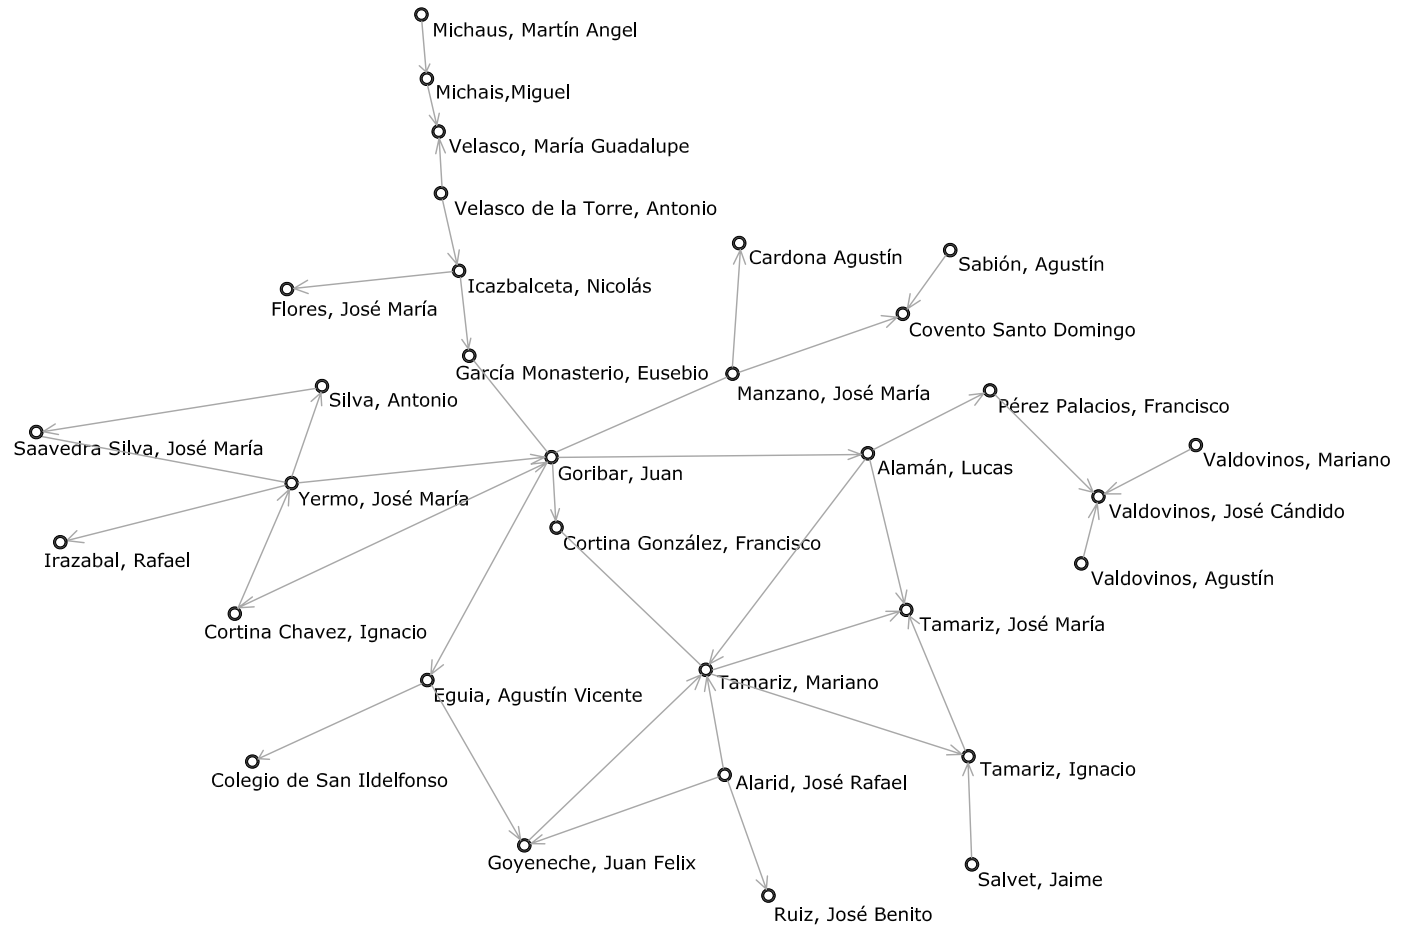 Michaus, Martín Angel
Michais,Miguel
Velasco, María Guadalupe
Velasco de la Torre, Antonio
Cardona Agustín
Sabión, Agustín
Icazbalceta, Nicolás
Flores, José María
Covento Santo Domingo
García Monasterio, Eusebio
Manzano, José María
Silva, Antonio
Pérez Palacios, Francisco
Saavedra Silva, José María
Valdovinos, Mariano
Goribar, Juan
Alamán, Lucas
Yermo, José María
Valdovinos, José Cándido
Cortina González, Francisco
Irazabal, Rafael
Valdovinos, Agustín
Cortina Chavez, Ignacio
Tamariz, José María
Tamariz, Mariano
Eguia, Agustín Vicente
Tamariz, Ignacio
Colegio de San Ildelfonso
Alarid, José Rafael
Goyeneche, Juan Felix
Salvet, Jaime
Ruiz, José Benito